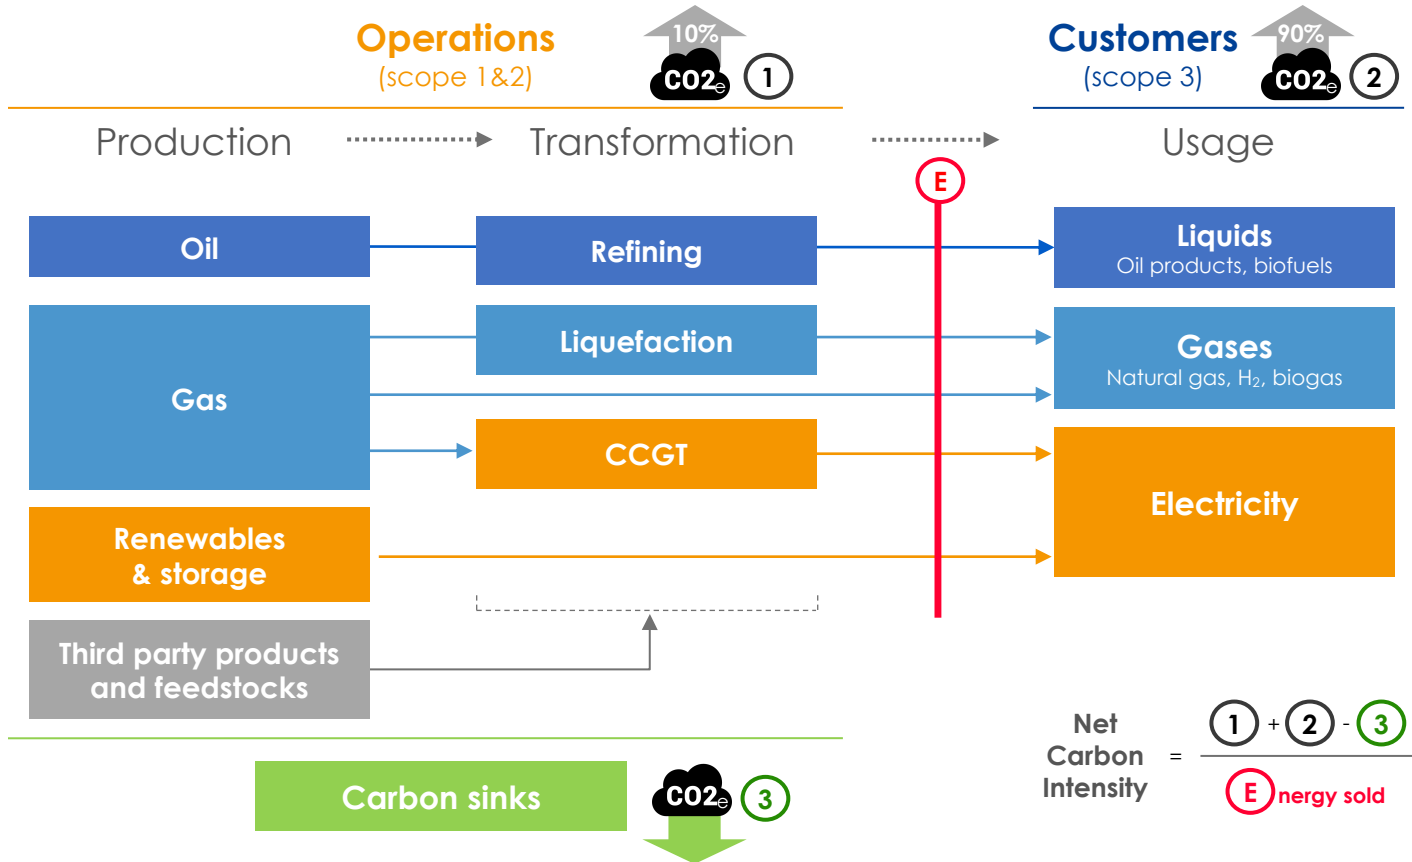 Operations
(scope 1&2)
10%
CO2e
1
Customers
(scope 3)
90%
CO2e
2
Production
Transformation
Usage
E
Oil
Refining
Liquids
Oil products, biofuels
Gas
Liquefaction
Gases
Natural gas, H₂, biogas
CCGT
Electricity
Renewables
& storage
Third party products
and feedstocks
Net
Carbon
Intensity
=
1 + 2 - 3
E nergy sold
Carbon sinks
CO2e
3